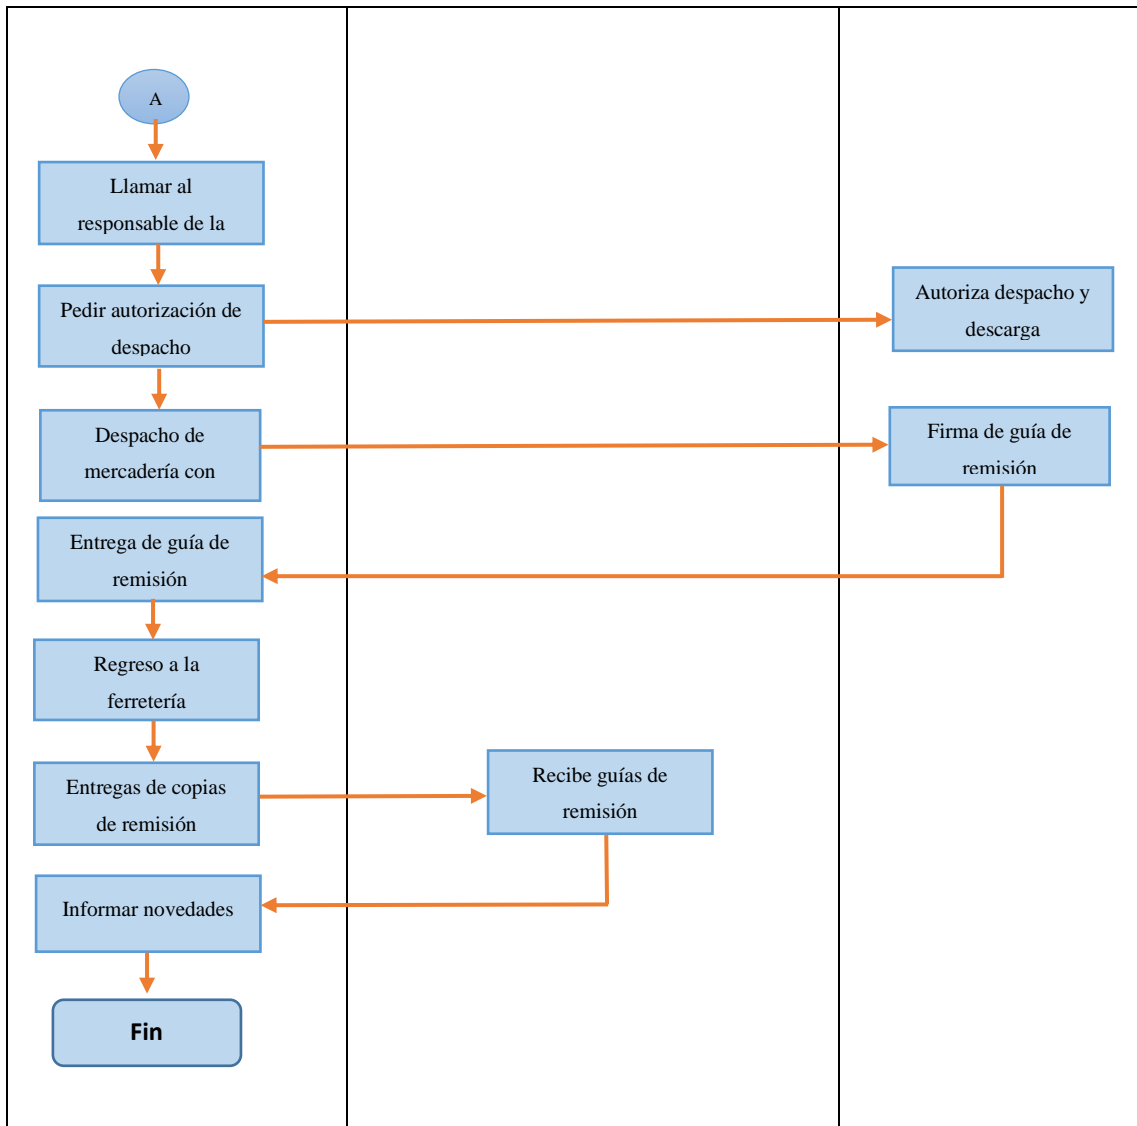 A
Llamar al
responsable de la
Pedir autorización de
despacho
Autoriza despacho y
descarga
Despacho de
mercadería con
Firma de guía de
remisión
Entrega de guía de
remisión
Regreso a la
ferretería
Entregas de copias
de remisión
Recibe guías de
remisión
Informar novedades
Fin